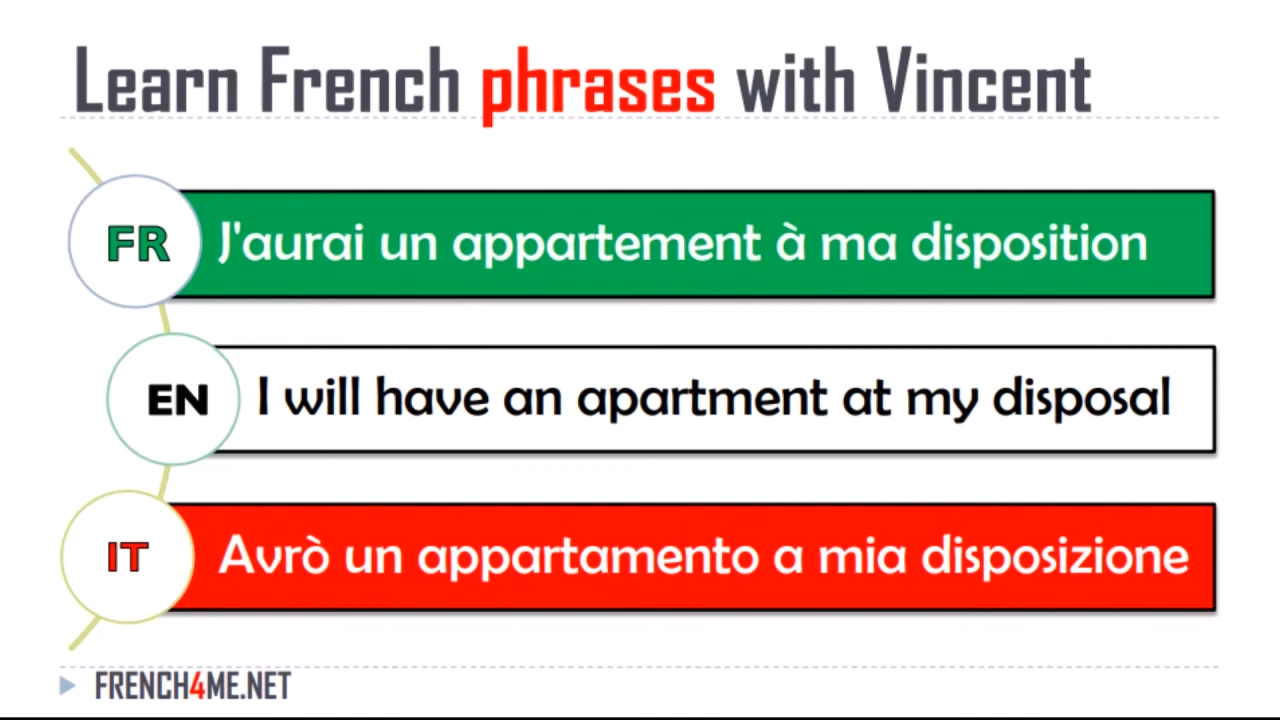 Learn French phrases with Vincent
FR J'aurai un appartement à ma disposition
EN I will have an apartment at my disposal
IT Avrò un appartamento a mia disposizione
FRENCH4ME.NET